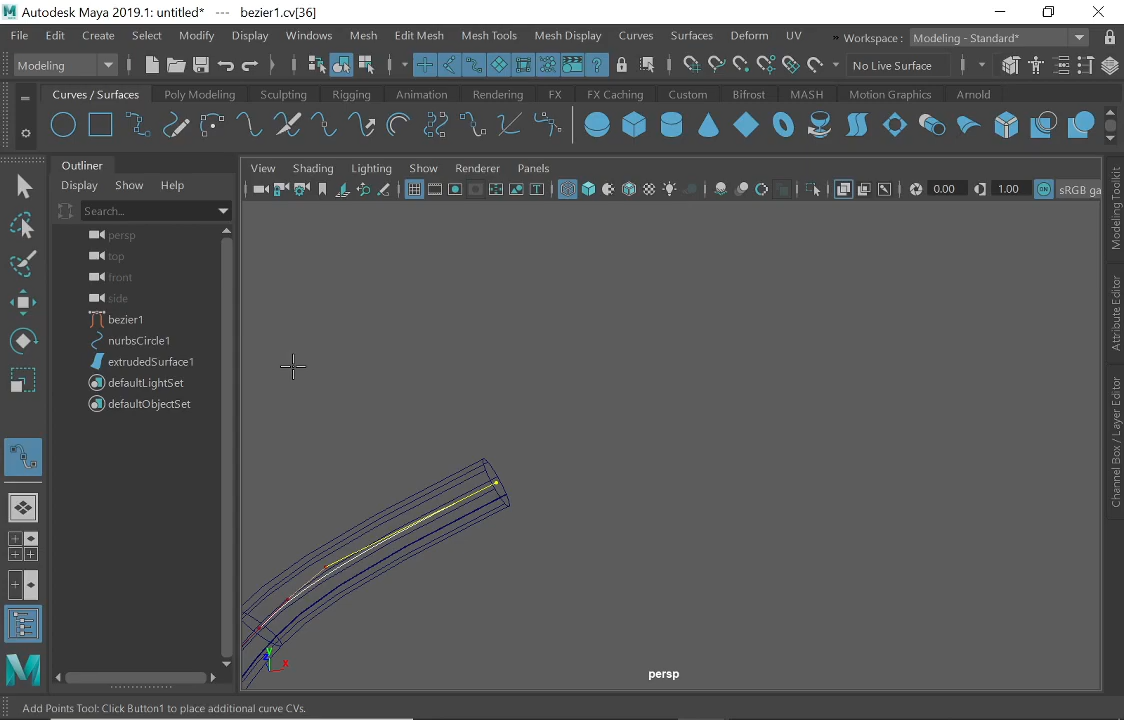 Autodesk Maya 2019.1: untitled* --- bezier1.cv[36]
File Edit Create Select Modify Display Windows Mesh Edit Mesh Mesh Tools Mesh Display Curves Surfaces Deform UV » Workspace : Modeling - Standard*
Modeling No Live Surface
Curves / Surfaces Poly Modeling Sculpting Rigging Animation Rendering FX FX Caching Custom Bifrost MASH Motion Graphics Arnold
Outliner
Display Show Help
Search...
persp
top
front
side
bezier1
nurbsCircle1
extrudedSurface1
defaultLightSet
defaultObjectSet
View Shading Lighting Show Renderer Panels
0.00 1.00 ON sRGB ga
y
z
x
persp
Modeling Toolkit
Attribute Editor
Channel Box / Layer Editor
M
Add Points Tool: Click Button1 to place additional curve CVs.